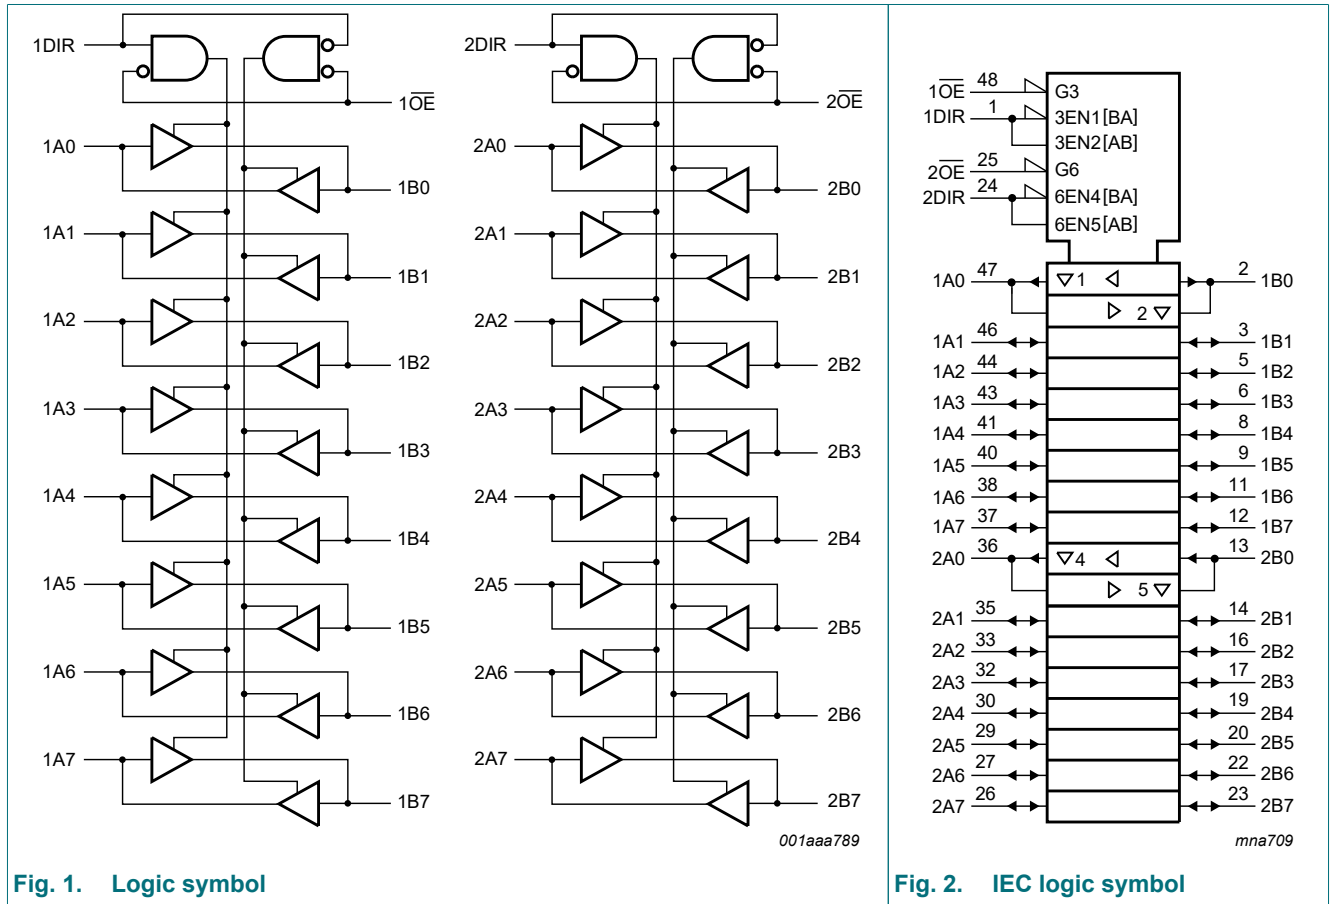 1DIR
1OE
1A0
1B0
1A1
1B1
1A2
1B2
1A3
1B3
1A4
1B4
1A5
1B5
1A6
1B6
1A7
1B7
2DIR
2OE
2A0
2B0
2A1
2B1
2A2
2B2
2A3
2B3
2A4
2B4
2A5
2B5
2A6
2B6
2A7
2B7
001aaa789
Fig. 1. Logic symbol
1OE 48 G3
1DIR 1 3EN1[BA]
3EN2[AB]
2OE 25 G6
2DIR 24 6EN4[BA]
6EN5[AB]
1A0 47 ▽1 ◁ 2 1B0
▷ 2 ▽
1A1 46 3 1B1
1A2 44 5 1B2
1A3 43 6 1B3
1A4 41 8 1B4
1A5 40 9 1B5
1A6 38 11 1B6
1A7 37 12 1B7
2A0 36 ▽4 ◁ 13 2B0
▷ 5 ▽
2A1 35 14 2B1
2A2 33 16 2B2
2A3 32 17 2B3
2A4 30 19 2B4
2A5 29 20 2B5
2A6 27 22 2B6
2A7 26 23 2B7
mna709
Fig. 2. IEC logic symbol